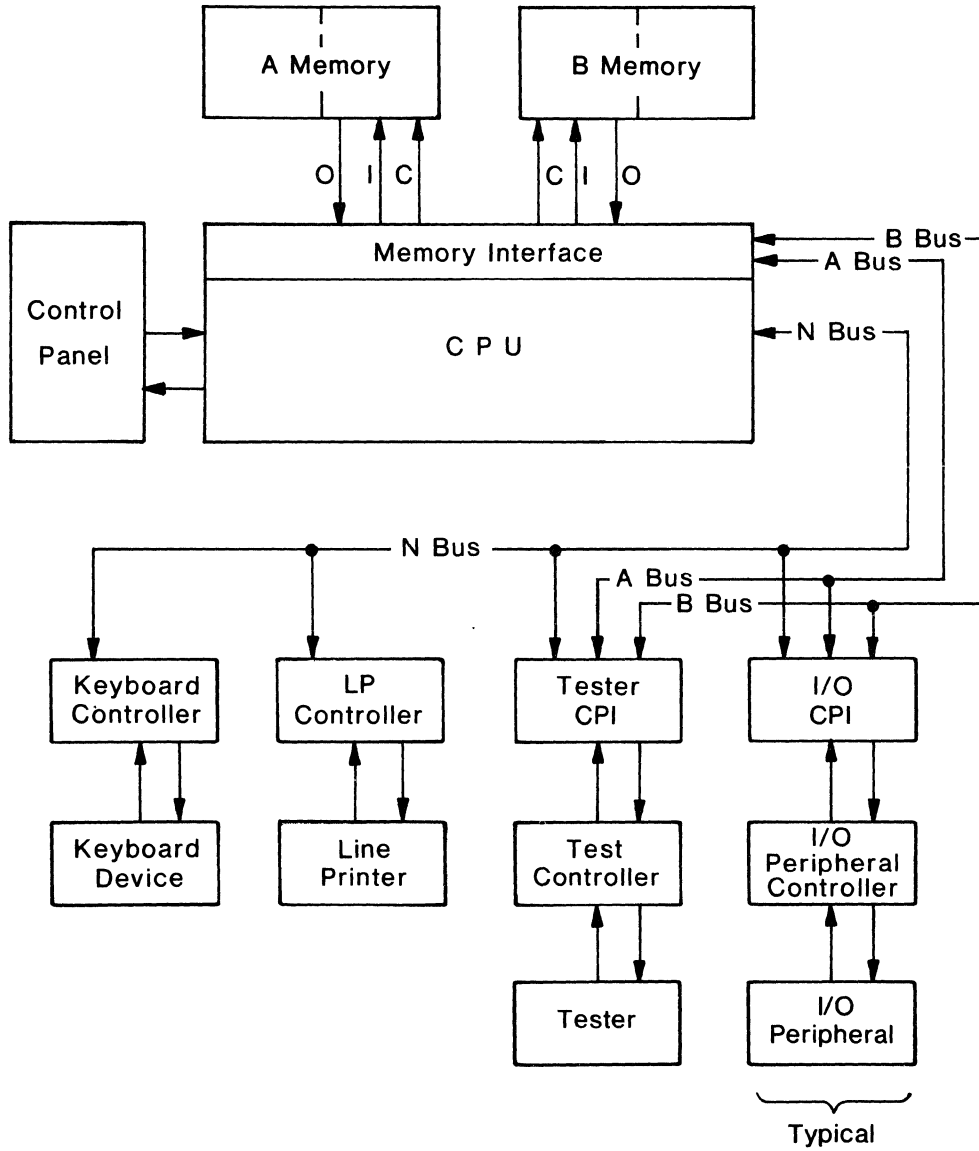 A Memory
B Memory
O I C
C I O
Memory Interface
B Bus
A Bus
Control
Panel
C P U
N Bus
N Bus
A Bus
B Bus
Keyboard
Controller
LP
Controller
Tester
CPI
I/O
CPI
Keyboard
Device
Line
Printer
Test
Controller
I/O
Peripheral
Controller
Tester
I/O
Peripheral
Typical